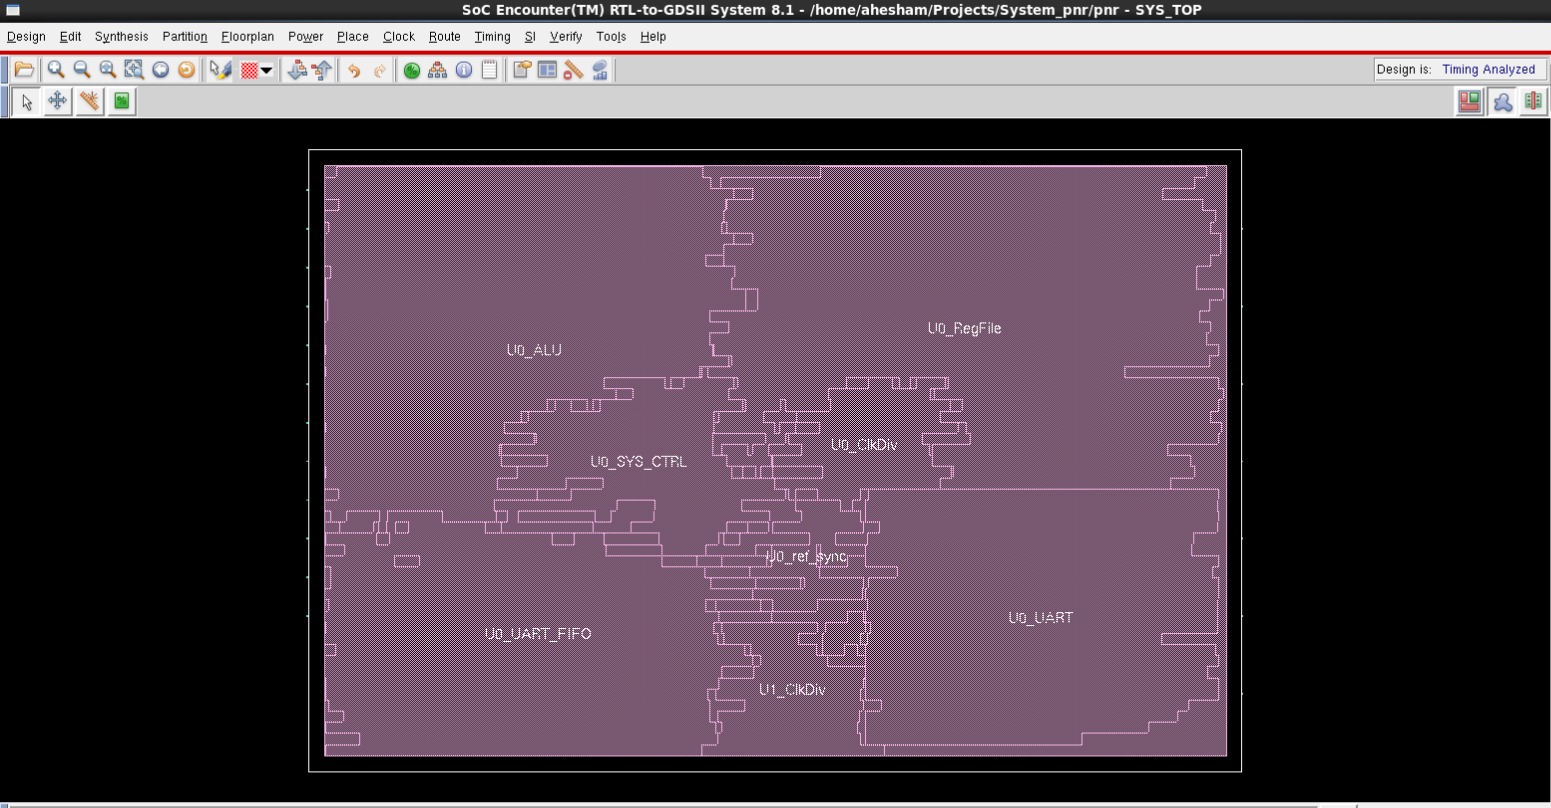 SoC Encounter(TM) RTL-to-GDSII System 8.1 - /home/ahesham/Projects/System_pnr/pnr - SYS_TOP
Design Edit Synthesis Partition Floorplan Power Place Clock Route Timing SI Verify Tools Help
Design is: Timing Analyzed
U0_RegFile
U0_ALU
U0_ClkDiv
U0_SYS_CTRL
U0_ref_sync
U0_UART
U0_UART_FIFO
U1_ClkDiv